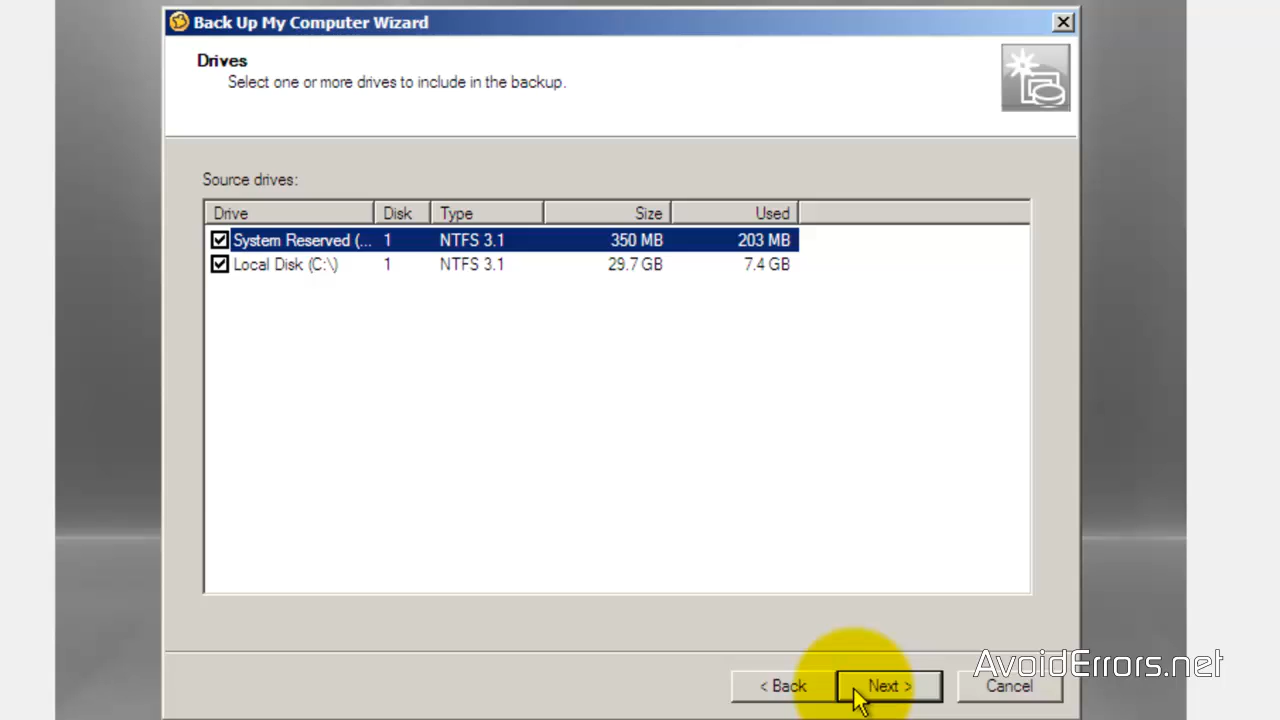 Back Up My Computer Wizard
Drives
Select one or more drives to include in the backup.
Source drives:
Drive Disk Type Size Used
System Reserved (... 1 NTFS 3.1 350 MB 203 MB
Local Disk (C:\) 1 NTFS 3.1 29.7 GB 7.4 GB
AvoidErrors.net
< Back Next > Cancel